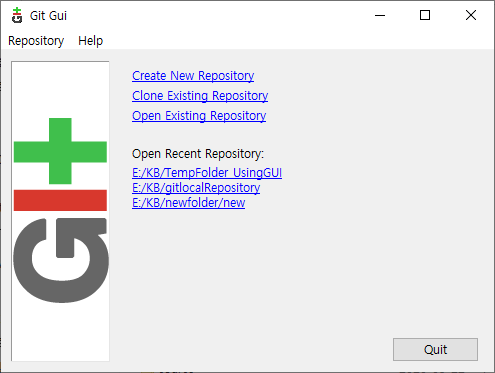 Git Gui
Repository Help
Create New Repository
Clone Existing Repository
Open Existing Repository
Open Recent Repository:
E:/KB/TempFolder_UsingGUI
E:/KB/gitlocalRepository
E:/KB/newfolder/new
Git
Quit